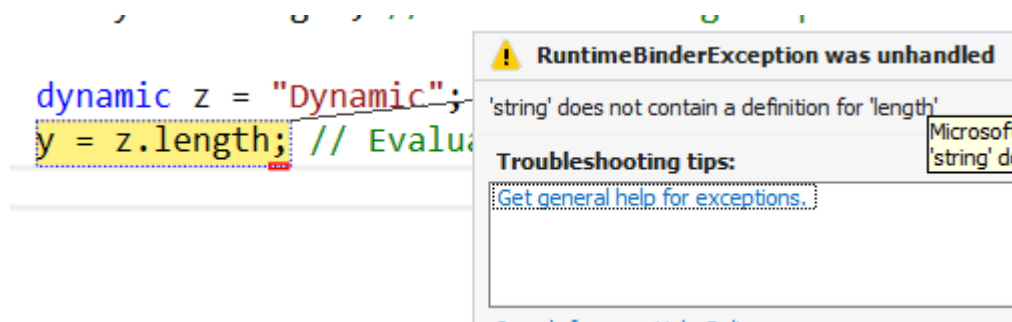 RuntimeBinderException was unhandled
dynamic z = "Dynamic";
'string' does not contain a definition for 'length'
y = z.length; // Evalua
Microsoft
'string' do
Troubleshooting tips:
Get general help for exceptions.